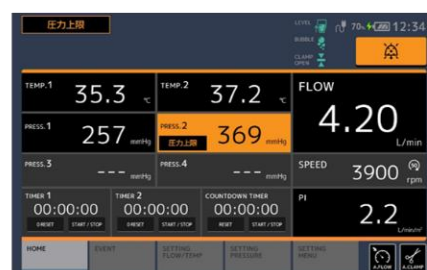 圧力上限
LEVEL
BUBBLE
CLAMP
OPEN
70% 12:34
TEMP.1 35.3 ℃
TEMP.2 37.2 ℃
FLOW
4.20 L/min
PRESS.1 257 mmHg
PRESS.2 圧力上限 369 mmHg
PRESS.3 --- mmHg
PRESS.4 --- mmHg
SPEED 3900 rpm
TIMER 1
00:00:00
0 RESET START / STOP
TIMER 2
00:00:00
0 RESET START / STOP
COUNTDOWN TIMER
00:00:00
RESET START / STOP
PI
2.2 L/min/m²
HOME
EVENT
SETTING
FLOW/TEMP
SETTING
PRESSURE
SETTING
MENU
A.FLOW
A.CLAMP